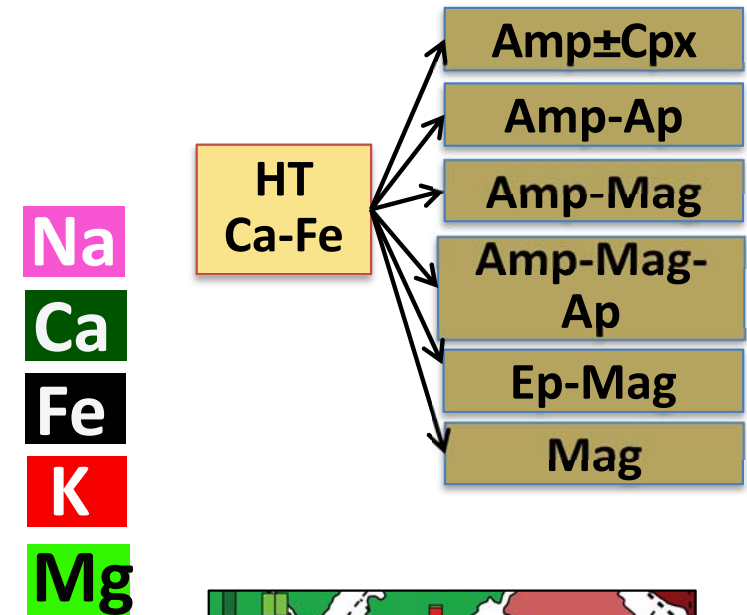 Amp±Cpx
Amp-Ap
HT
Ca-Fe
Amp-Mag
Amp-Mag-
Ap
Ep-Mag
Mag
Na
Ca
Fe
K
Mg